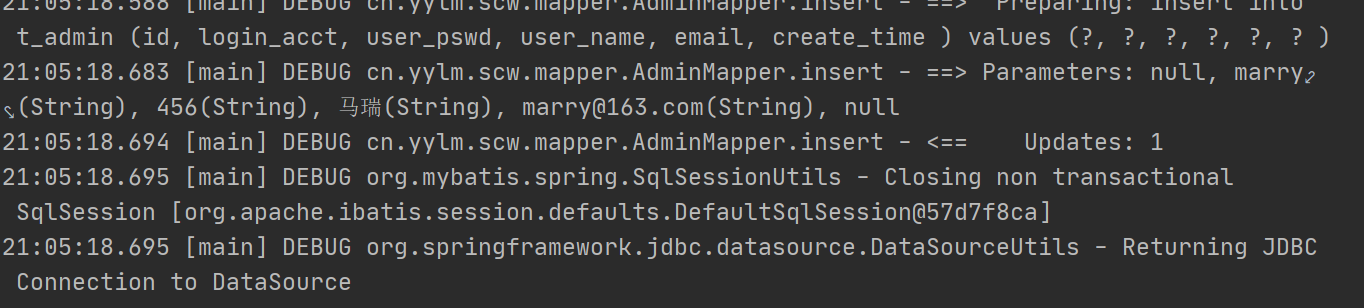 21:05:18.588 [main] DEBUG cn.yylm.scw.mapper.AdminMapper.insert - ==>  Preparing: insert into
t_admin (id, login_acct, user_pswd, user_name, email, create_time ) values (?, ?, ?, ?, ?, ? )
21:05:18.683 [main] DEBUG cn.yylm.scw.mapper.AdminMapper.insert - ==> Parameters: null, marry
(String), 456(String), 马瑞(String), marry@163.com(String), null
21:05:18.694 [main] DEBUG cn.yylm.scw.mapper.AdminMapper.insert - <==    Updates: 1
21:05:18.695 [main] DEBUG org.mybatis.spring.SqlSessionUtils - Closing non transactional
SqlSession [org.apache.ibatis.session.defaults.DefaultSqlSession@57d7f8ca]
21:05:18.695 [main] DEBUG org.springframework.jdbc.datasource.DataSourceUtils - Returning JDBC
Connection to DataSource